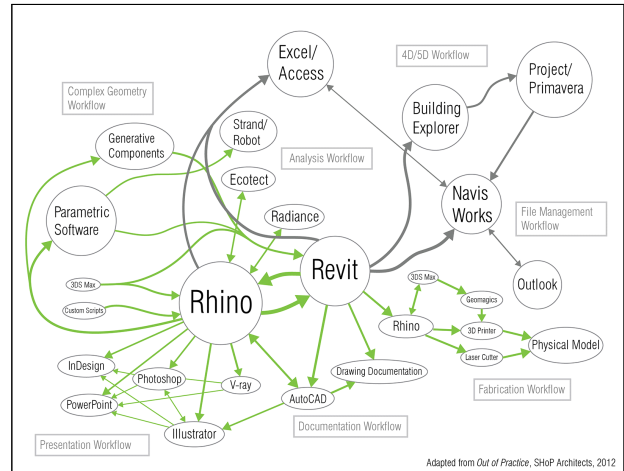 Excel/
Access
4D/5D Workflow
Project/
Primavera
Complex Geometry
Workflow
Building
Explorer
Strand/
Robot
Generative
Components
Analysis Workflow
Ecotect
Navis
Works
Parametric
Software
Radiance
File Management
Workflow
Revit
3DS Max
3DS Max
Outlook
Rhino
Geomagics
Custom Scripts
Rhino
3D Printer
Physical Model
Laser Cutter
InDesign
Photoshop
V-ray
Drawing Documentation
PowerPoint
AutoCAD
Fabrication Workflow
Illustrator
Documentation Workflow
Presentation Workflow
Adapted from Out of Practice, SHoP Architects, 2012